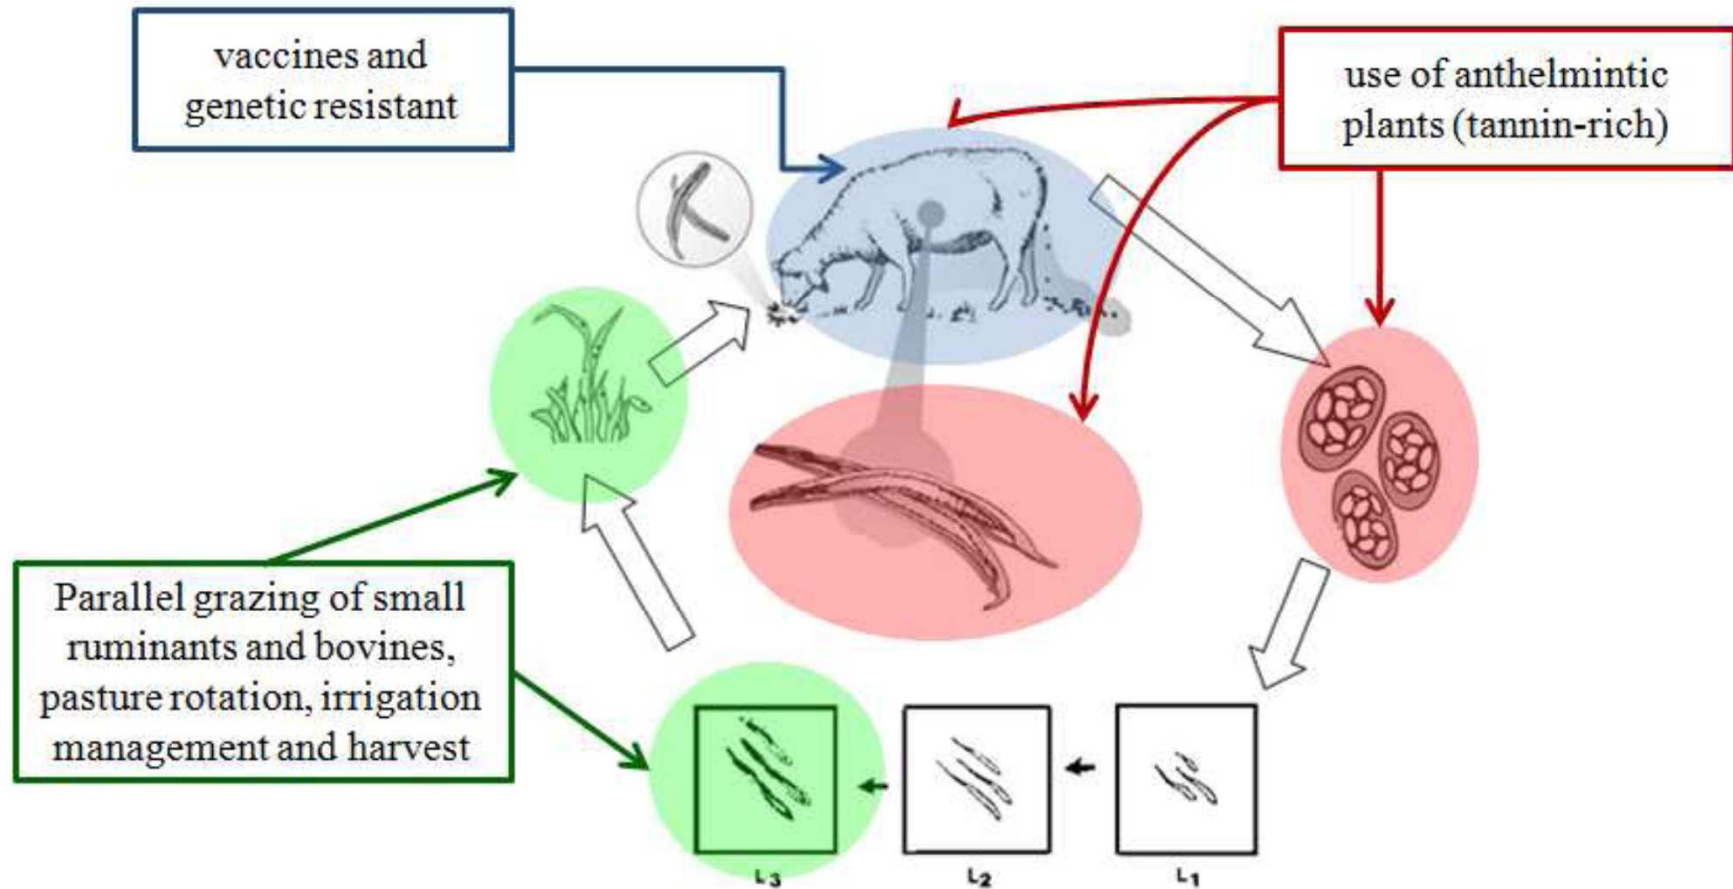 vaccines and
genetic resistant
use of anthelmintic
plants (tannin-rich)
Parallel grazing of small
ruminants and bovines,
pasture rotation, irrigation
management and harvest
L3
L2
L1